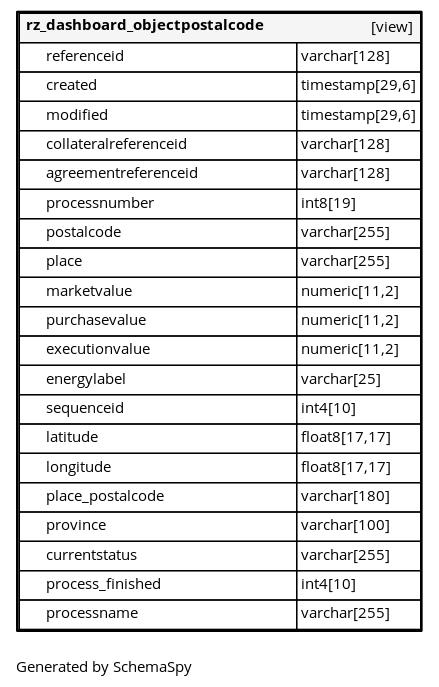 rz_dashboard_objectpostalcode [view]
referenceid varchar[128]
created timestamp[29,6]
modified timestamp[29,6]
collateralreferenceid varchar[128]
agreementreferenceid varchar[128]
processnumber int8[19]
postalcode varchar[255]
place varchar[255]
marketvalue numeric[11,2]
purchasevalue numeric[11,2]
executionvalue numeric[11,2]
energylabel varchar[25]
sequenceid int4[10]
latitude float8[17,17]
longitude float8[17,17]
place_postalcode varchar[180]
province varchar[100]
currentstatus varchar[255]
process_finished int4[10]
processname varchar[255]
Generated by SchemaSpy